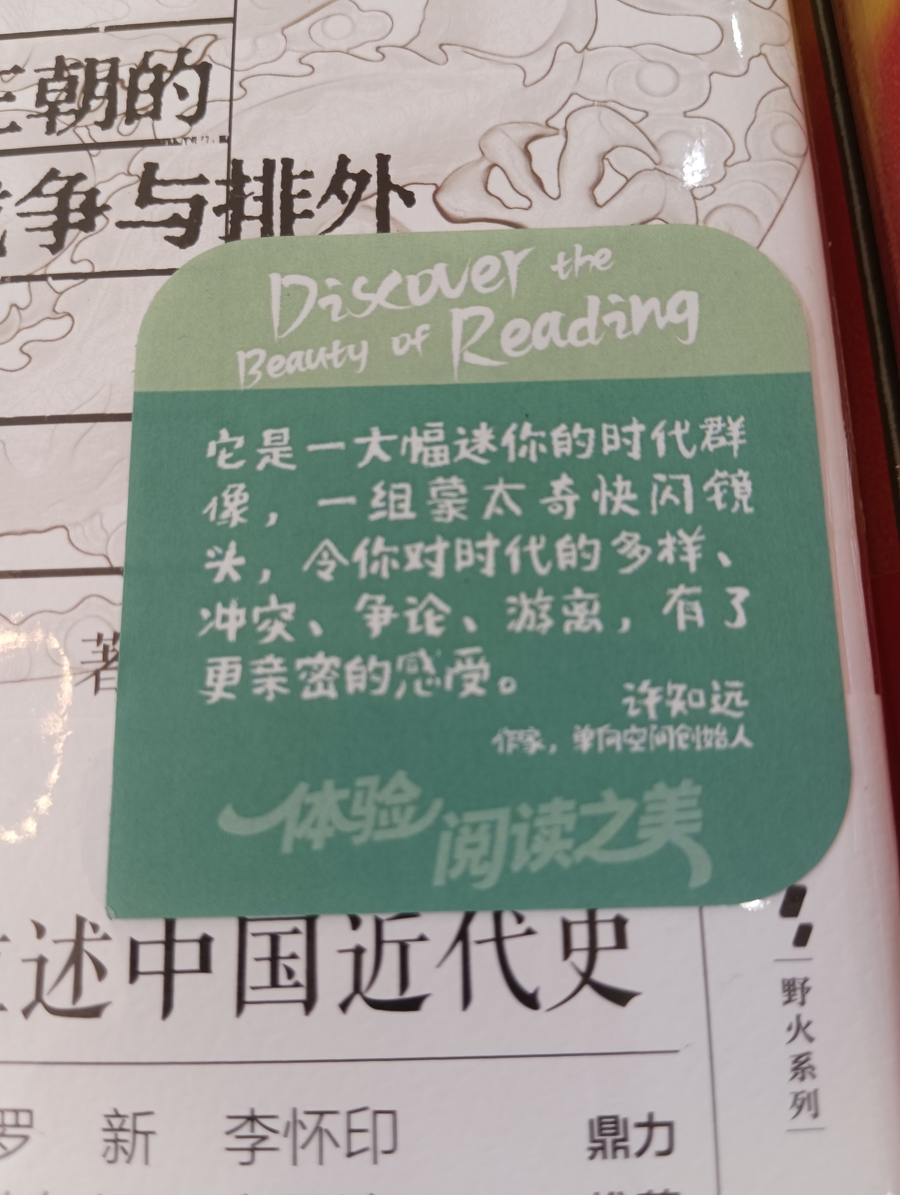 王朝的
战争与排外
Discover the
Beauty of Reading
它是一大幅迷你的时代群
像，一组蒙太奇快闪镜
头，令你对时代的多样、
冲突、争论、游离，有了
更亲密的感受。
许知远
作家，单向空间创始人
体验
阅读之美
著
述中国近代史
野火系列
罗 新 李怀印 鼎力